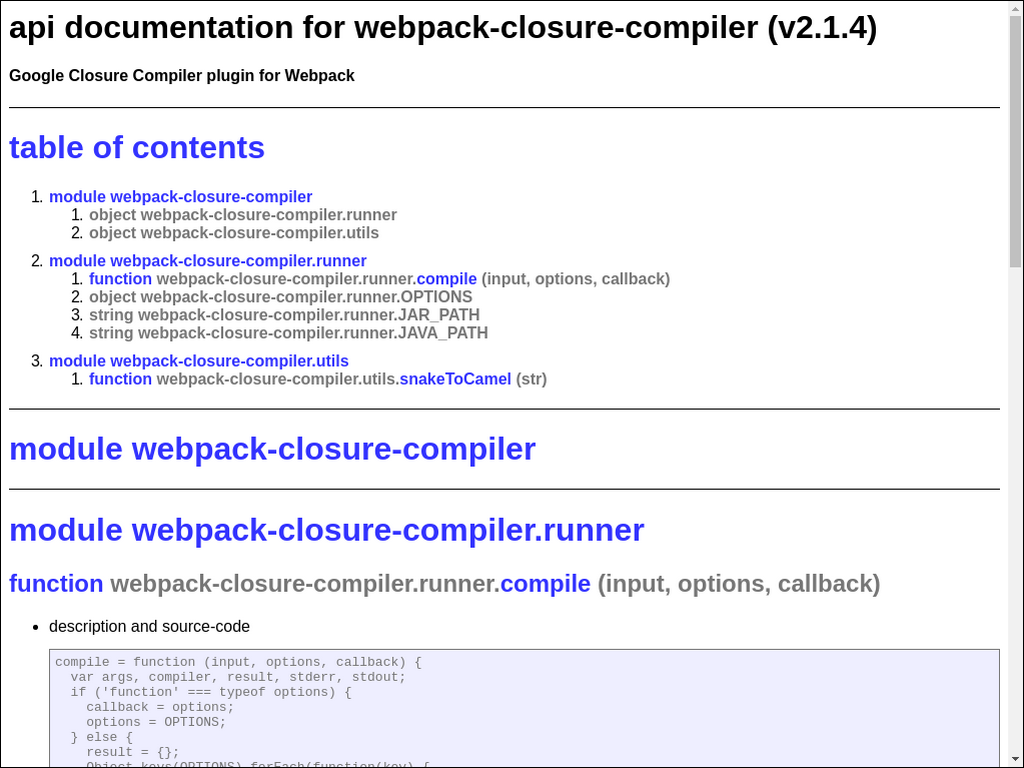 api documentation for webpack-closure-compiler (v2.1.4)
Google Closure Compiler plugin for Webpack
table of contents
1. module webpack-closure-compiler
1. object webpack-closure-compiler.runner
2. object webpack-closure-compiler.utils
2. module webpack-closure-compiler.runner
1. function webpack-closure-compiler.runner.compile (input, options, callback)
2. object webpack-closure-compiler.runner.OPTIONS
3. string webpack-closure-compiler.runner.JAR_PATH
4. string webpack-closure-compiler.runner.JAVA_PATH
3. module webpack-closure-compiler.utils
1. function webpack-closure-compiler.utils.snakeToCamel (str)
module webpack-closure-compiler
module webpack-closure-compiler.runner
function webpack-closure-compiler.runner.compile (input, options, callback)
• description and source-code
compile = function (input, options, callback) {
  var args, compiler, result, stderr, stdout;
  if ('function' === typeof options) {
    callback = options;
    options = OPTIONS;
  } else {
    result = {};
    Object.keys(OPTIONS).forEach(function(key) {